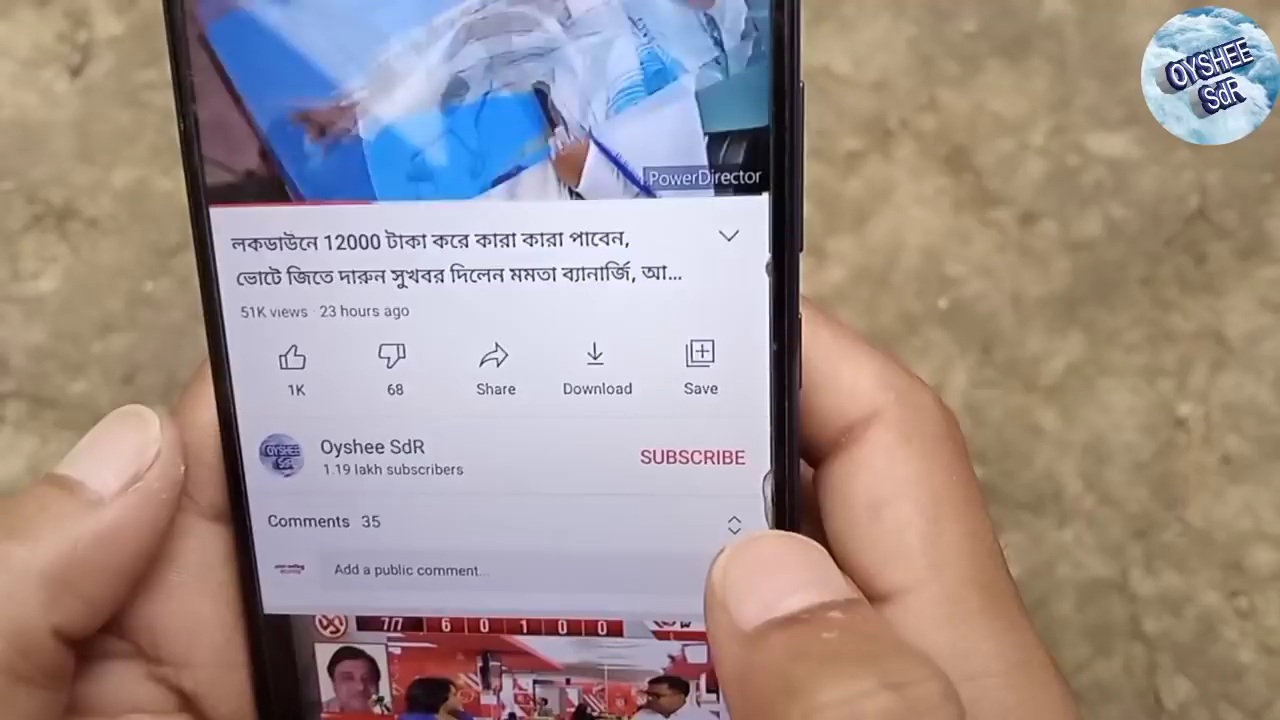 OYSHEE
SdR
PowerDirector
লকডাউনে 12000 টাকা করে কারা কারা পাবেন,
ভোটে জিতে দারুন সুখবর দিলেন মমতা ব্যানার্জি, আ...
51K views · 23 hours ago
1K
68
Share
Download
Save
OYSHEE
SdR
Oyshee SdR
1.19 lakh subscribers
SUBSCRIBE
Comments 35
Add a public comment...
7/7 6 0 1 0 0